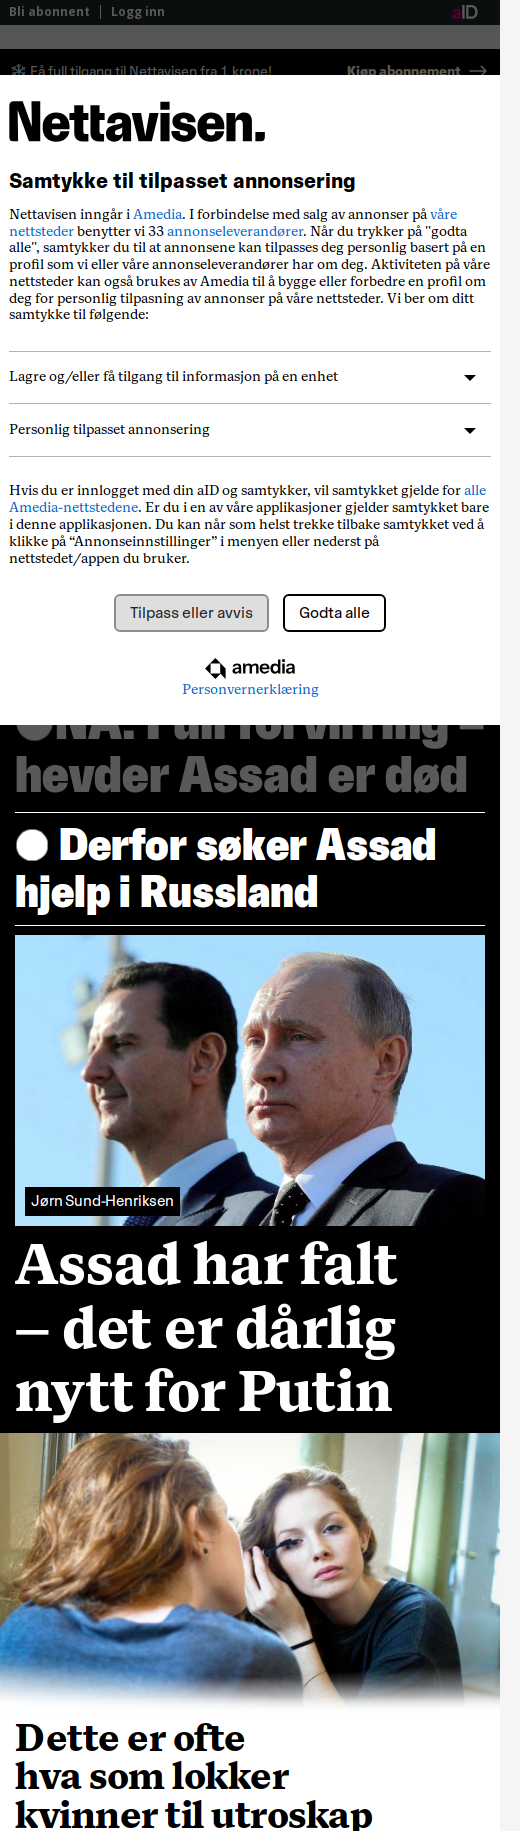 Bli abonnent | Logg inn aID
Få full tilgang til Nettavisen fra 1 krone! Kjøp abonnement →
Nettavisen.
Samtykke til tilpasset annonsering
Nettavisen inngår i Amedia. I forbindelse med salg av annonser på våre
nettsteder benytter vi 33 annonseleverandører. Når du trykker på "godta
alle", samtykker du til at annonsene kan tilpasses deg personlig basert på en
profil som vi eller våre annonseleverandører har om deg. Aktiviteten på våre
nettsteder kan også brukes av Amedia til å bygge eller forbedre en profil om
deg for personlig tilpasning av annonser på våre nettsteder. Vi ber om ditt
samtykke til følgende:
Lagre og/eller få tilgang til informasjon på en enhet
Personlig tilpasset annonsering
Hvis du er innlogget med din aID og samtykker, vil samtykket gjelde for alle
Amedia-nettstedene. Er du i en av våre applikasjoner gjelder samtykket bare
i denne applikasjonen. Du kan når som helst trekke tilbake samtykket ved å
klikke på “Annonseinnstillinger” i menyen eller nederst på
nettstedet/appen du bruker.
Tilpass eller avvis Godta alle
amedia
Personvernerklæring
full forvirring –
hevder Assad er død
Derfor søker Assad
hjelp i Russland
Jørn Sund-Henriksen
Assad har falt
– det er dårlig
nytt for Putin
Dette er ofte
hva som lokker
kvinner til utroskap